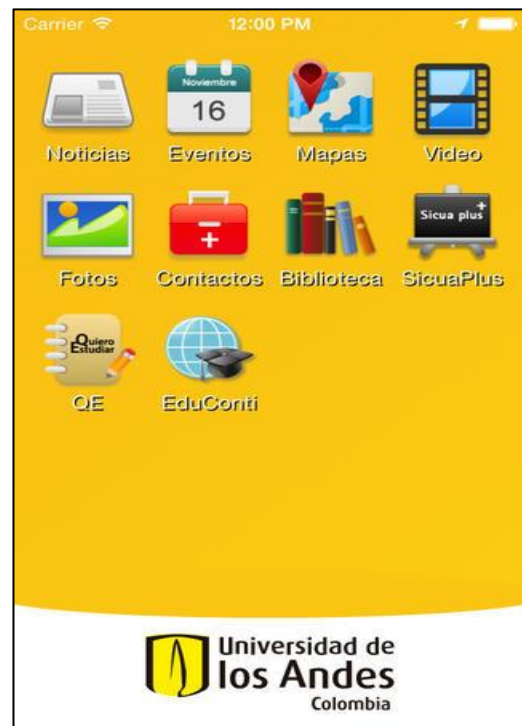 Carrier 12:00 PM
Noviembre
16
Noticias Eventos Mapas Video
Sicua plus+
Fotos Contactos Biblioteca SicuaPlus
Quiero
Estudiar
QE EduConti
Universidad de
los Andes
Colombia